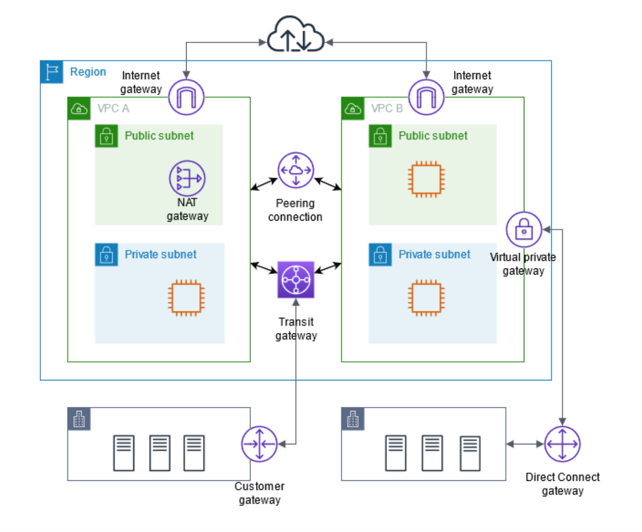 Region
Internet
gateway
Internet
gateway
VPC A
VPC B
Public subnet
Public subnet
NAT
gateway
Peering
connection
Private subnet
Private subnet
Virtual private
gateway
Transit
gateway
Customer
gateway
Direct Connect
gateway